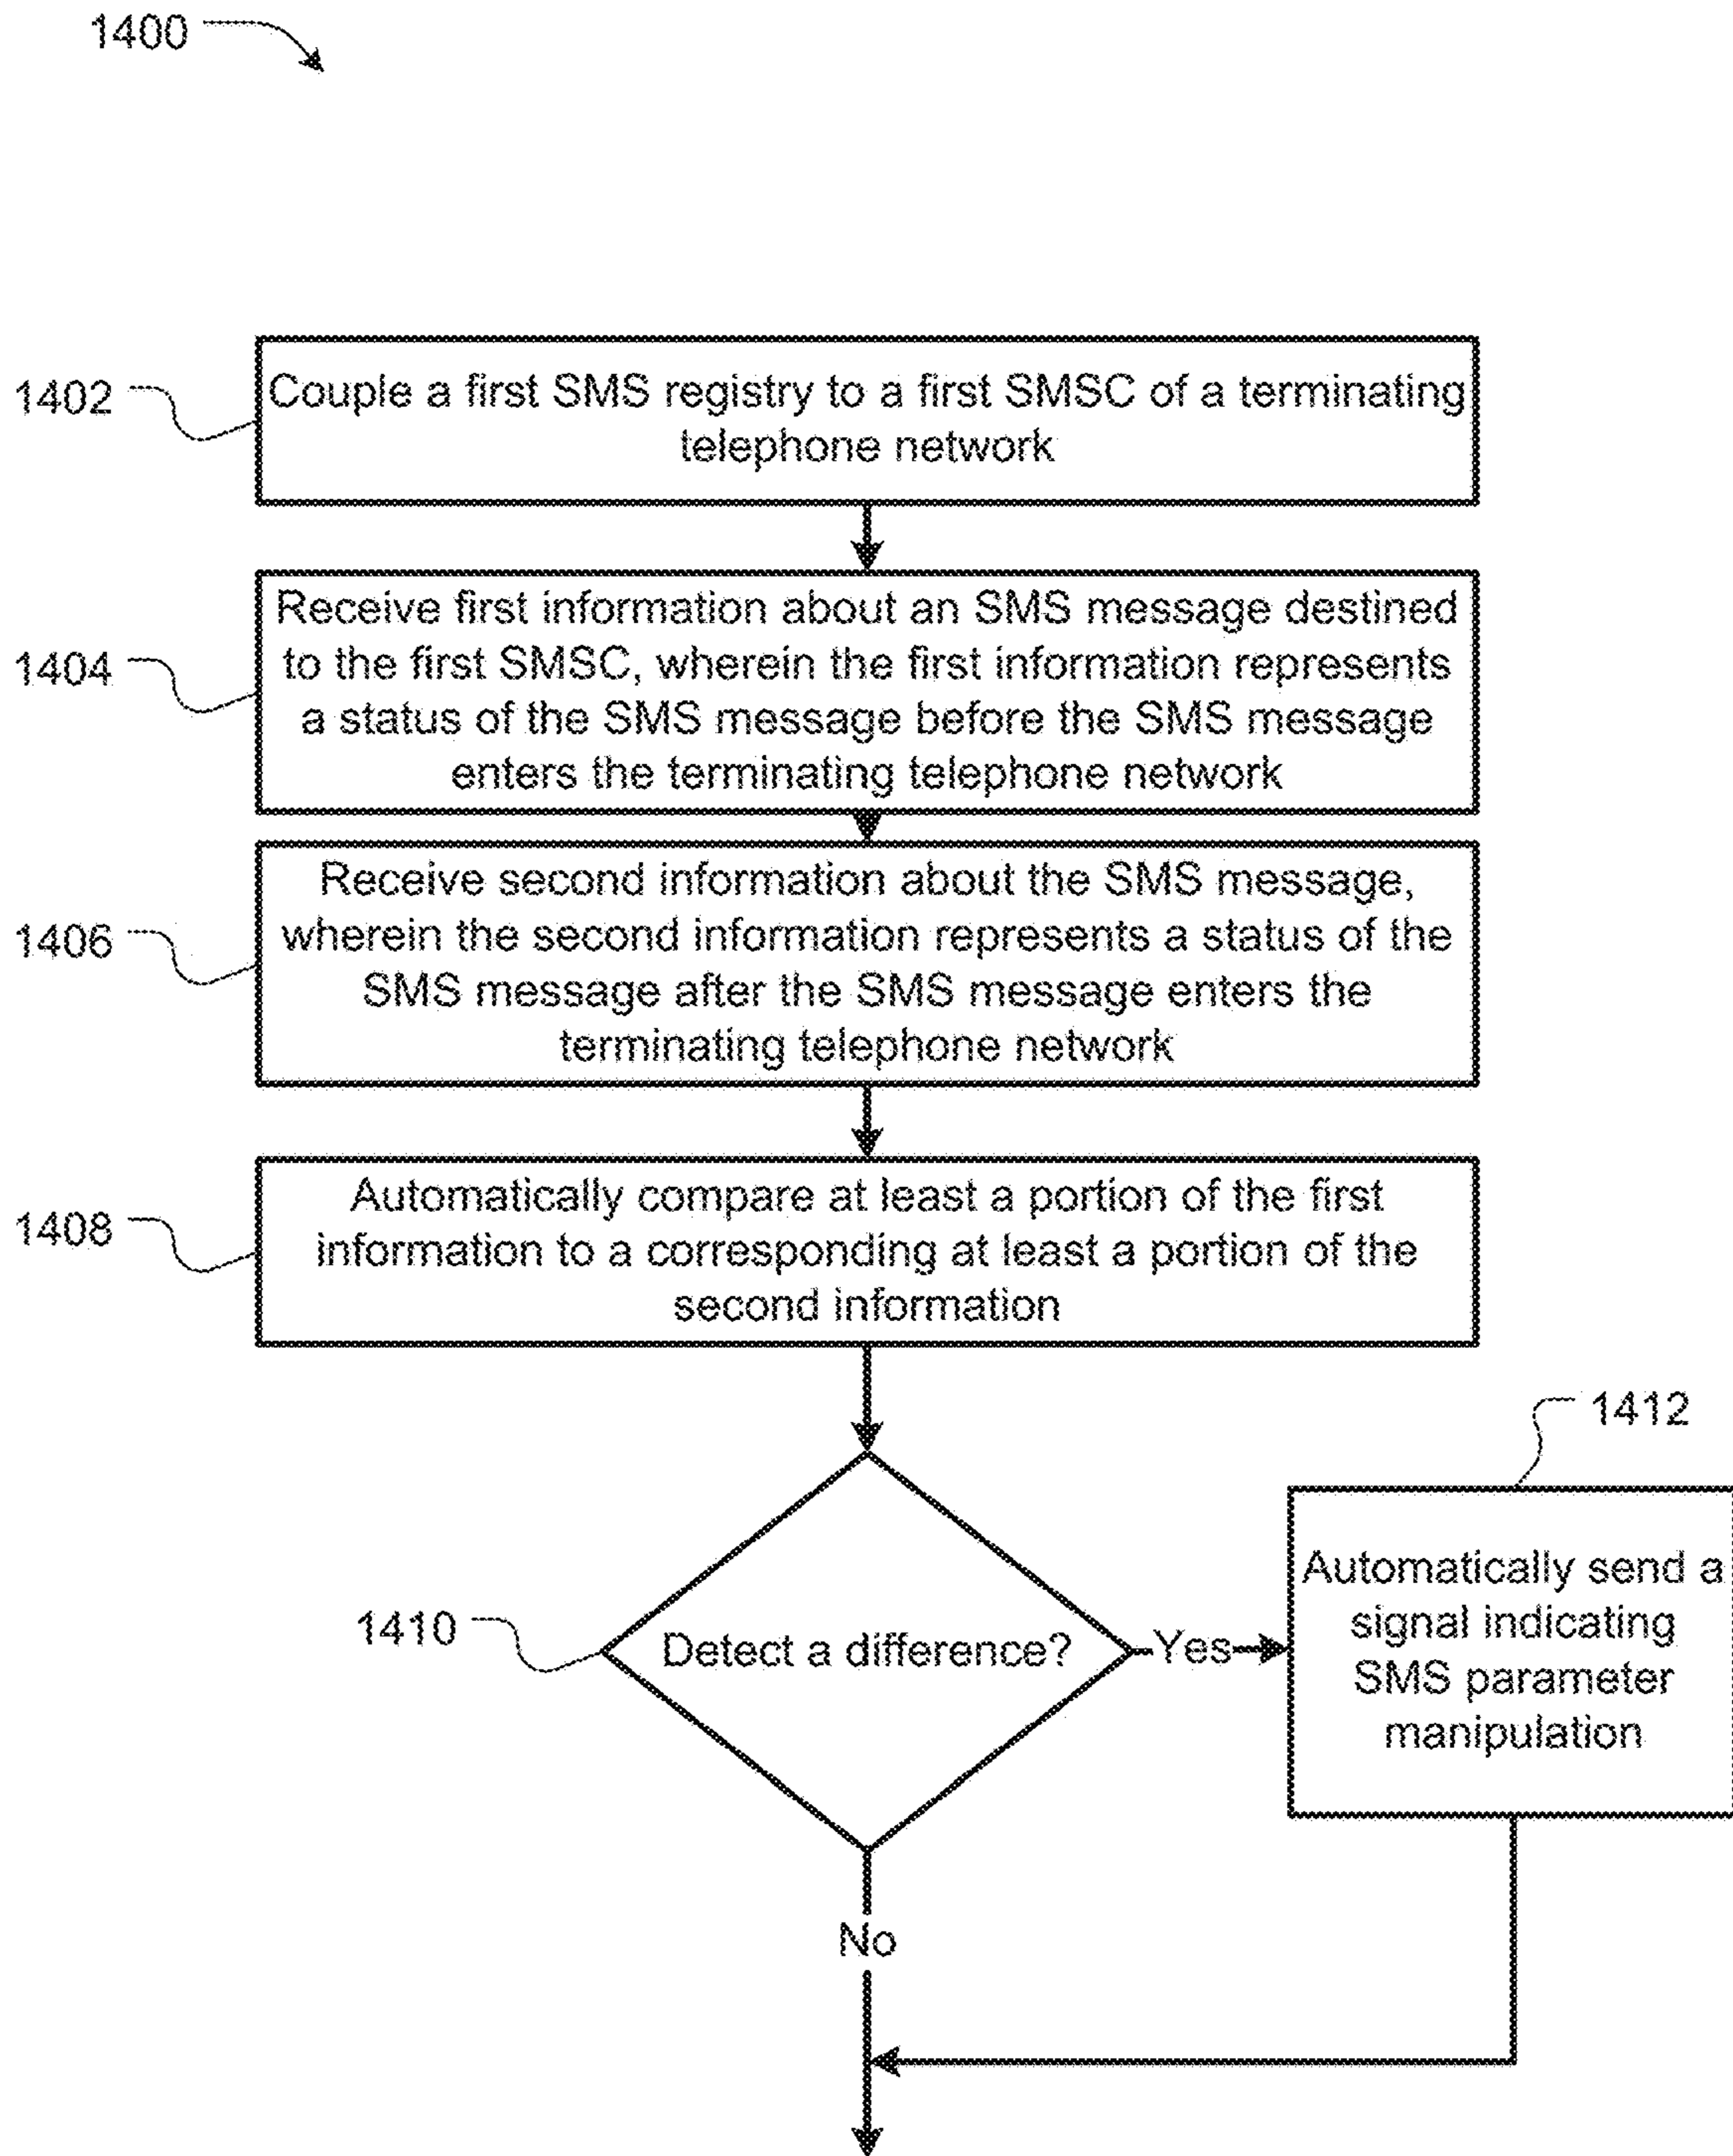 1400
1402
Couple a first SMS registry to a first SMSC of a terminating
telephone network
1404
Receive first information about an SMS message destined
to the first SMSC, wherein the first information represents
a status of the SMS message before the SMS message
enters the terminating telephone network
1406
Receive second information about the SMS message,
wherein the second information represents a status of the
SMS message after the SMS message enters the
terminating telephone network
1408
Automatically compare at least a portion of the first
information to a corresponding at least a portion of the
second information
1410
Detect a difference?
Yes
1412
Automatically send a
signal indicating
SMS parameter
manipulation
No